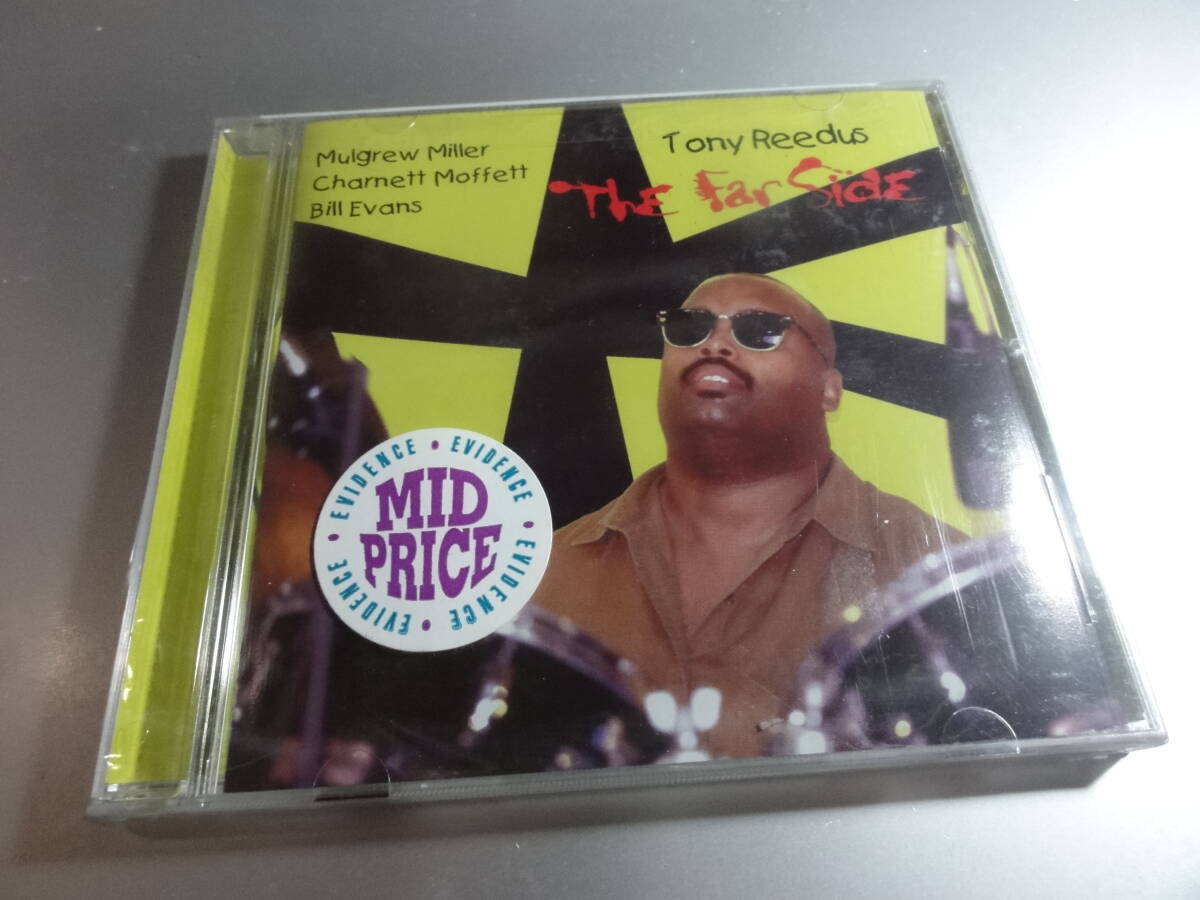 Mulgrew Miller
Charnett Moffett
Bill Evans
Tony Reedus
The Far Side
EVIDENCE • EVIDENCE • EVIDENCE • EVIDENCE •
MID
PRICE